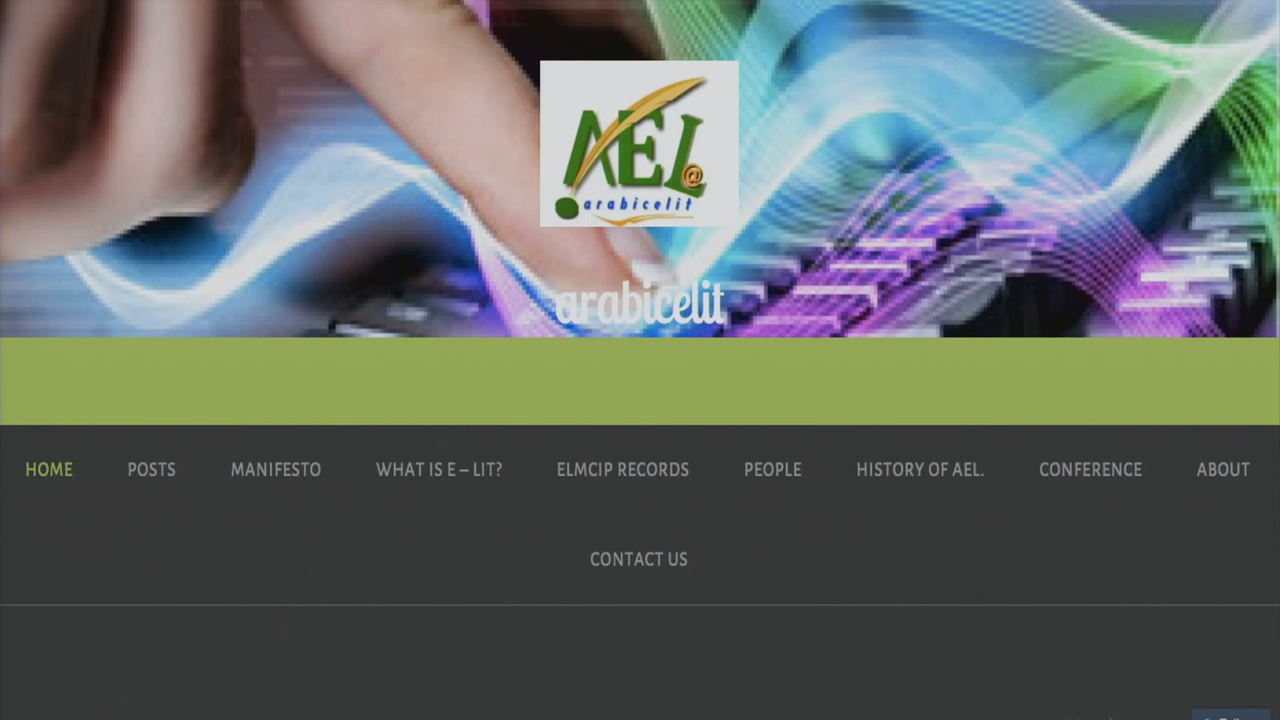 AEL@
arabicelit
arabicelit
HOME POSTS MANIFESTO WHAT IS E – LIT? ELMCIP RECORDS PEOPLE HISTORY OF AEL. CONFERENCE ABOUT
CONTACT US